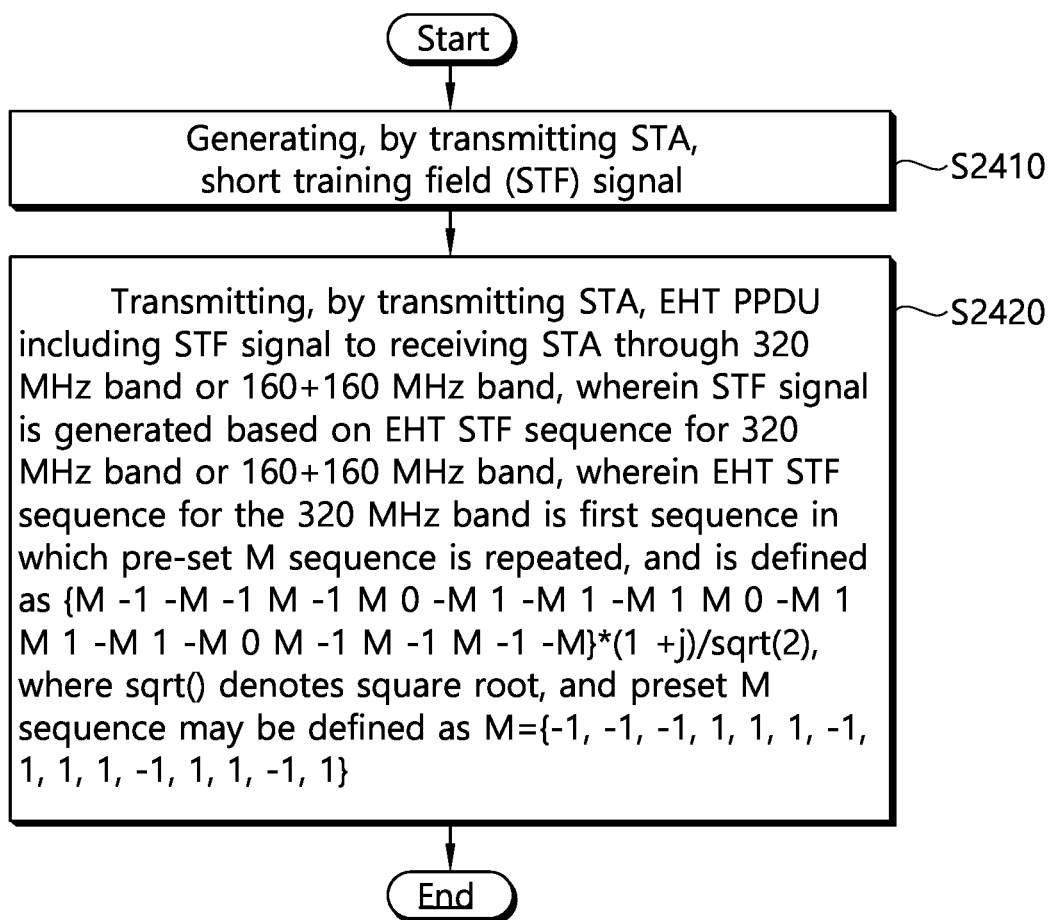 Start
Generating, by transmitting STA,
short training field (STF) signal
S2410
Transmitting, by transmitting STA, EHT PPDU
including STF signal to receiving STA through 320
MHz band or 160+160 MHz band, wherein STF signal
is generated based on EHT STF sequence for 320
MHz band or 160+160 MHz band, wherein EHT STF
sequence for the 320 MHz band is first sequence in
which pre-set M sequence is repeated, and is defined
as {M -1 -M -1 M -1 M 0 -M 1 -M 1 -M 1 M 0 -M 1
M 1 -M 1 -M 0 M -1 M -1 M -1 -M}*(1 +j)/sqrt(2),
where sqrt() denotes square root, and preset M
sequence may be defined as M={-1, -1, -1, 1, 1, 1, -1,
1, 1, 1, -1, 1, 1, -1, 1}
S2420
End